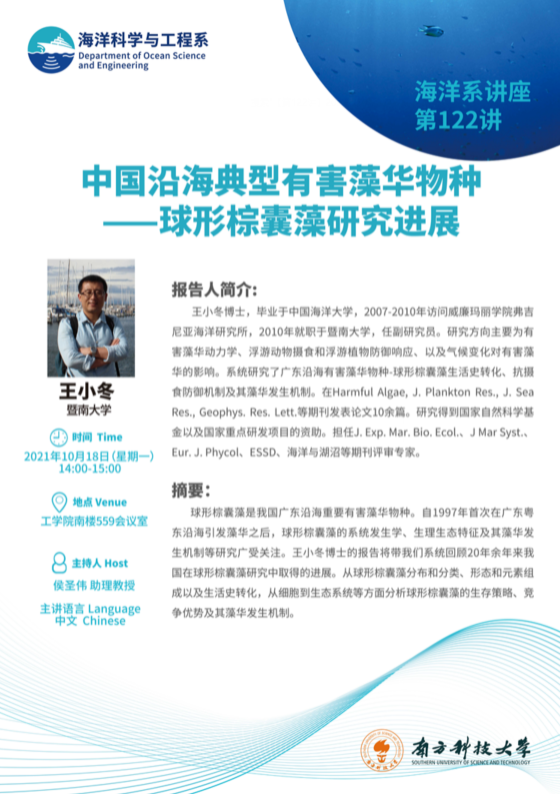 海洋科学与工程系
Department of Ocean Science
and Engineering
海洋系讲座
第122讲
中国沿海典型有害藻华物种
——球形棕囊藻研究进展
王小冬
暨南大学
时间 Time
2021年10月18日（星期一）
14:00-15:00
地点 Venue
工学院南楼559会议室
主持人 Host
侯圣伟 助理教授
主讲语言 Language
中文 Chinese
报告人简介：
王小冬博士，毕业于中国海洋大学，2007-2010年访问威廉玛丽学院弗吉
尼亚海洋研究所，2010年就职于暨南大学，任副研究员。研究方向主要为有
害藻华动力学、浮游动物摄食和浮游植物防御响应、以及气候变化对有害藻
华的影响。系统研究了广东沿海有害藻华物种-球形棕囊藻生活史转化、抗摄
食防御机制及其藻华发生机制。在Harmful Algae, J. Plankton Res., J. Sea
Res., Geophys. Res. Lett.等期刊发表论文10余篇。研究得到国家自然科学基
金以及国家重点研发项目的资助。担任J. Exp. Mar. Bio. Ecol.、J Mar Syst.、
Eur. J. Phycol、ESSD、海洋与湖沼等期刊评审专家。
摘要：
球形棕囊藻是我国广东沿海重要有害藻华物种。自1997年首次在广东粤
东沿海引发藻华之后，球形棕囊藻的系统发生学、生理生态特征及其藻华发
生机制等研究广受关注。王小冬博士的报告将带我们系统回顾20年余年来我
国在球形棕囊藻研究中取得的进展。从球形棕囊藻分布和分类、形态和元素组
成以及生活史转化，从细胞到生态系统等方面分析球形棕囊藻的生存策略、竞
争优势及其藻华发生机制。
南方科技大学
SOUTHERN UNIVERSITY OF SCIENCE AND TECHNOLOGY